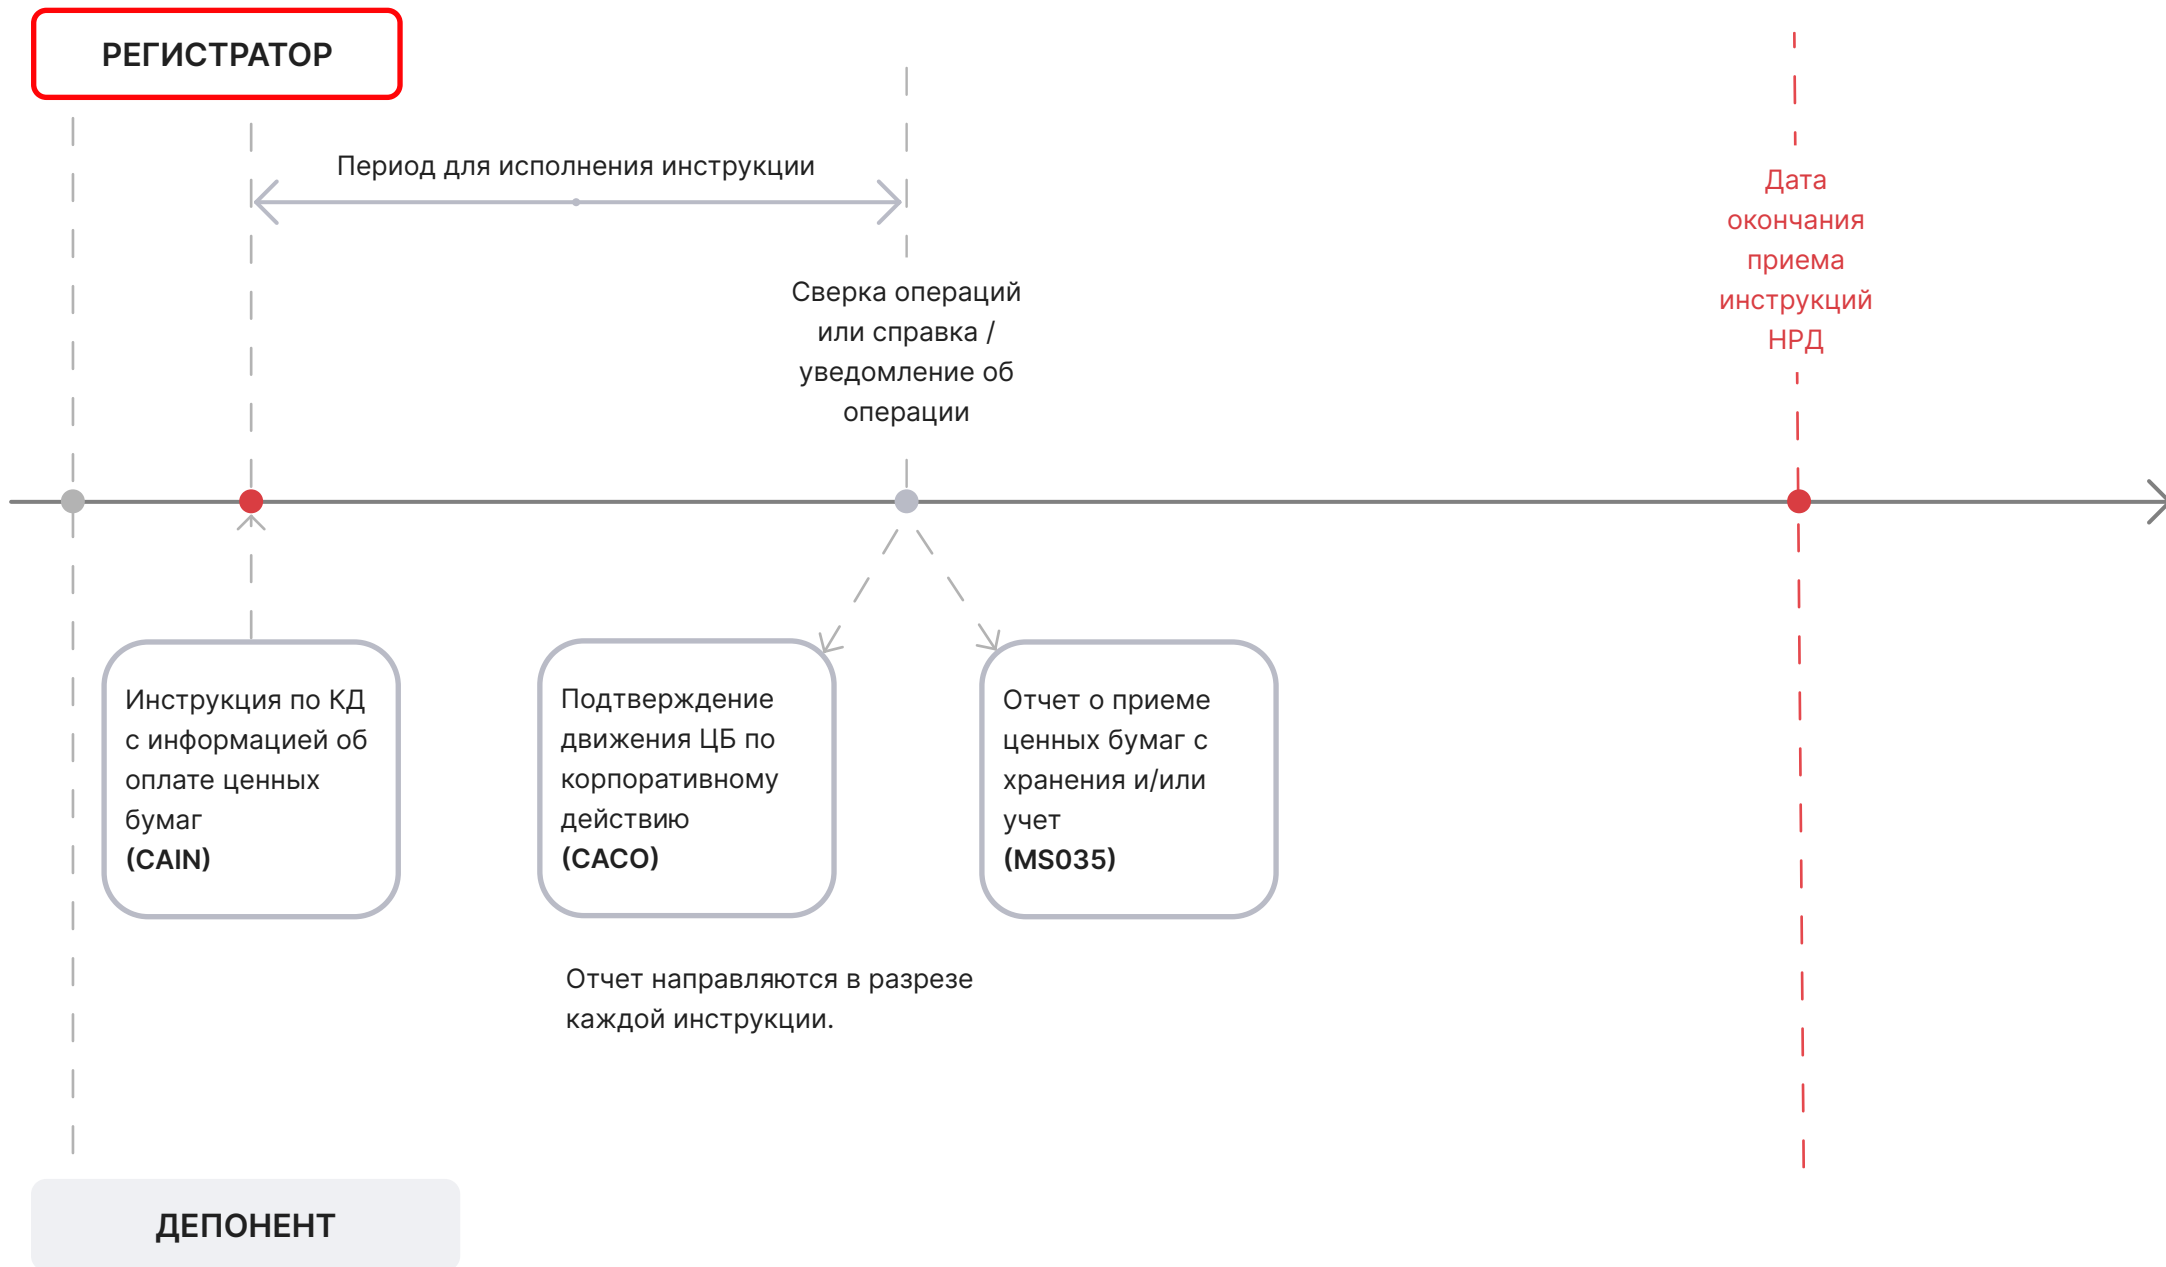 РЕГИСТРАТОР
Период для исполнения инструкции
Дата
окончания
приема
инструкций
НРД
Сверка операций
или справка /
уведомление об
операции
Инструкция по КД
с информацией об
оплате ценных
бумаг
(CAIN)
Подтверждение
движения ЦБ по
корпоративному
действию
(CACO)
Отчет о приеме
ценных бумаг с
хранения и/или
учет
(MS035)
Отчет направляются в разрезе
каждой инструкции.
ДЕПОНЕНТ